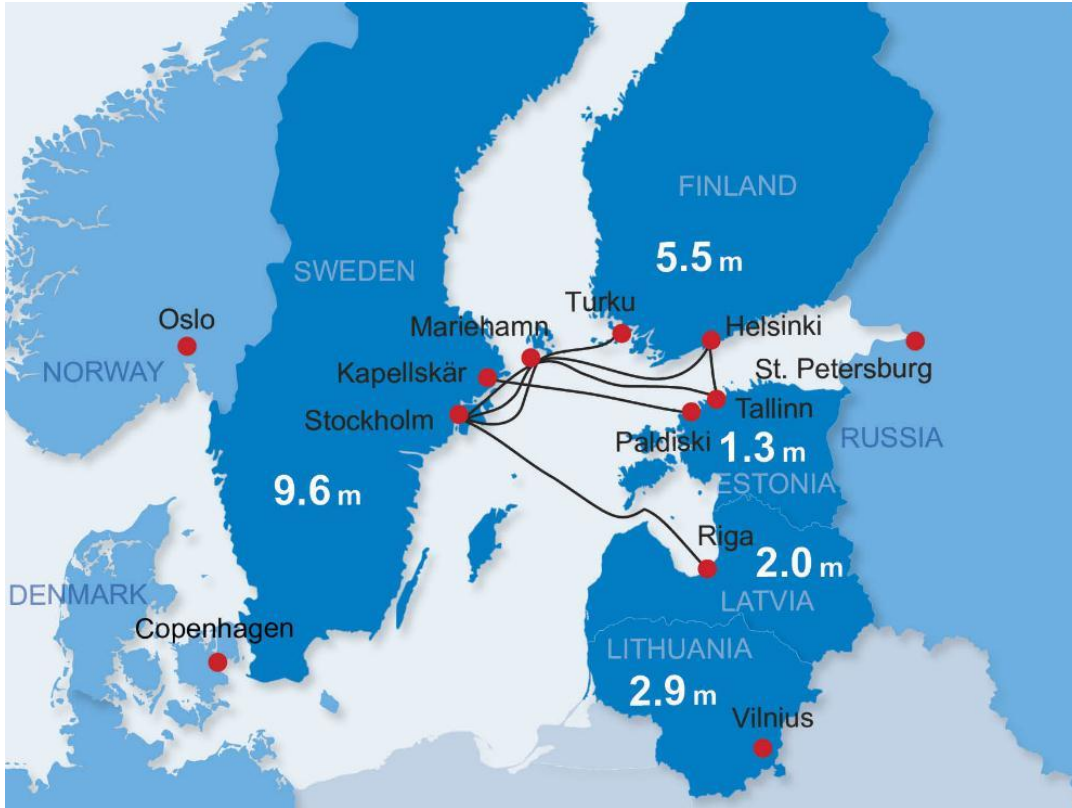 FINLAND
5.5 m
SWEDEN
Turku
Oslo
Mariehamn
Helsinki
NORWAY
Kapellskär
St. Petersburg
Stockholm
Tallinn
Paldiski
1.3 m
RUSSIA
9.6 m
ESTONIA
Riga
2.0 m
DENMARK
LATVIA
Copenhagen
LITHUANIA
2.9 m
Vilnius